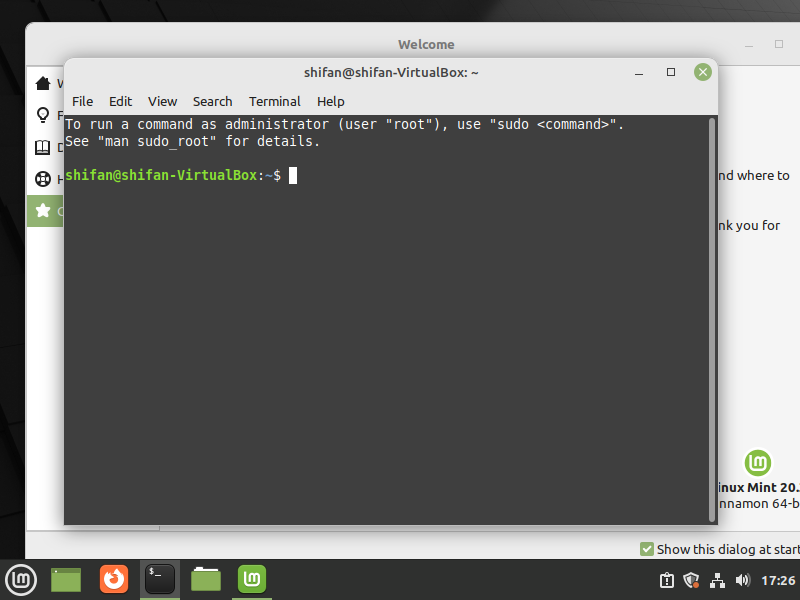 Welcome
shifan@shifan-VirtualBox: ~
File Edit View Search Terminal Help
To run a command as administrator (user "root"), use "sudo <command>".
See "man sudo_root" for details.
shifan@shifan-VirtualBox:~$
nd where to
nk you for
inux Mint 20.
nnamon 64-b
Show this dialog at start
$_
17:26